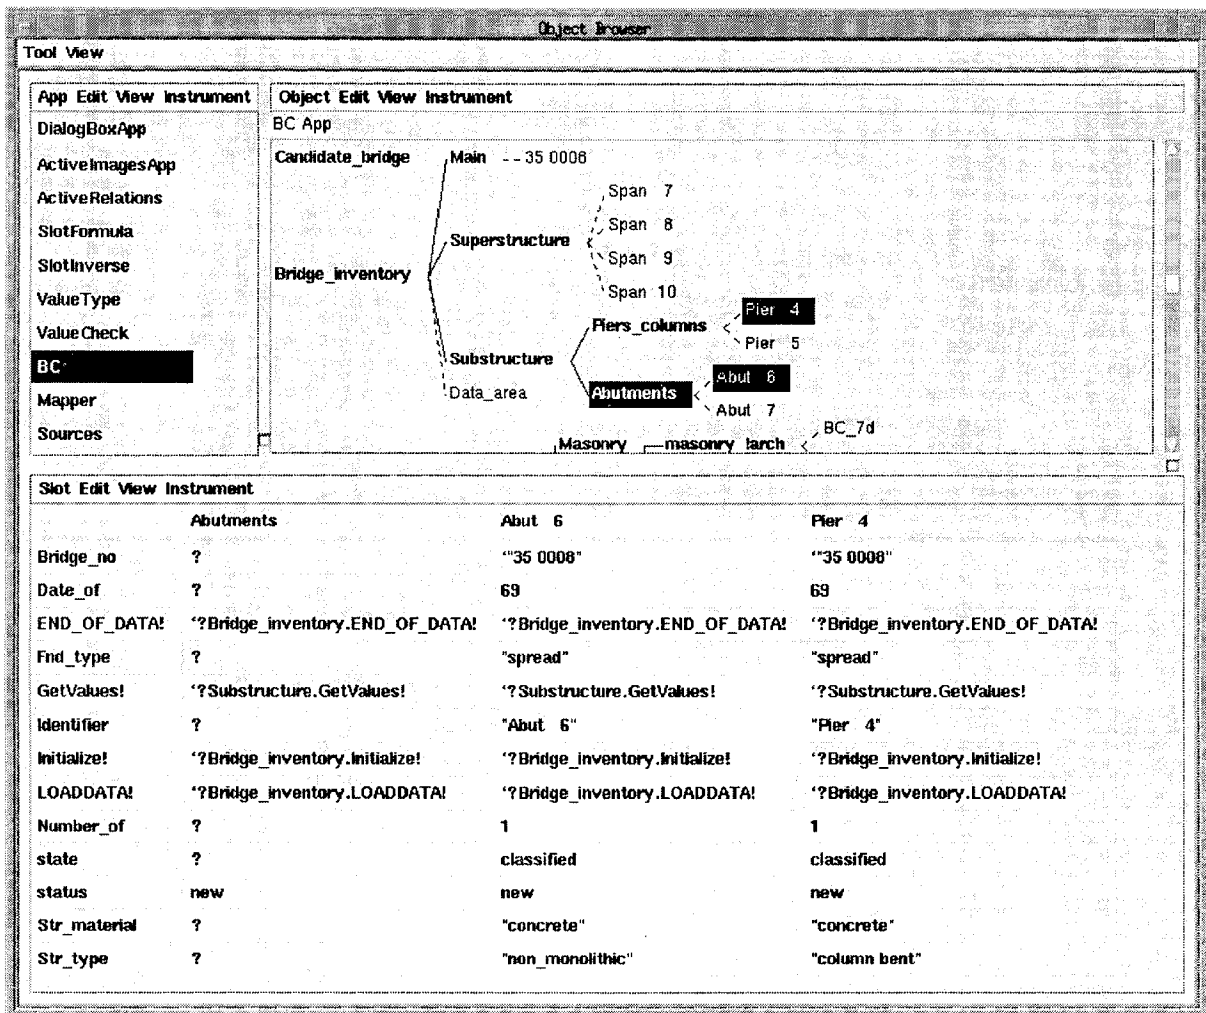 Object Browser
Tool View
App Edit View Instrument
DialogBoxApp
ActiveImagesApp
ActiveRelations
SlotFormula
SlotInverse
ValueType
ValueCheck
BC
Mapper
Sources
Object Edit View Instrument
BC App
Candidate_bridge Main 35 0008
Span 7
Span 8
Superstructure
Span 9
Bridge_inventory
Span 10
Pier 4
Piers_columns
Pier 5
Substructure
Abut 6
Data_area Abutments
Abut 7
BC_7d
Masonry masonry larch
Slot Edit View Instrument
Abutments Abut 6 Pier 4
Bridge_no ? '"35 0008" '"35 0008"
Date_of ? 69 69
END_OF_DATA! '?Bridge_inventory.END_OF_DATA! '?Bridge_inventory.END_OF_DATA! '?Bridge_inventory.END_OF_DATA!
Fnd_type ? "spread" "spread"
GetValues! '?Substructure.GetValues! '?Substructure.GetValues! '?Substructure.GetValues!
Identifier ? "Abut 6" "Pier 4"
Initialize! '?Bridge_inventory.Initialize! '?Bridge_inventory.Initialize! '?Bridge_inventory.Initialize!
LOADDATA! '?Bridge_inventory.LOADDATA! '?Bridge_inventory.LOADDATA! '?Bridge_inventory.LOADDATA!
Number_of ? 1 1
state ? classified classified
status new new new
Str_material ? "concrete" "concrete"
Str_type ? "non_monolithic" "column bent"